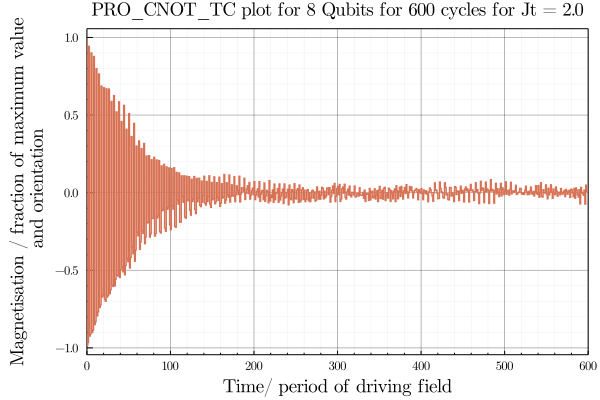 PRO_CNOT_TC plot for 8 Qubits for 600 cycles for Jt = 2.0
Magnetisation / fraction of maximum value
and orientation
1.0
0.5
0.0
−0.5
−1.0
0 100 200 300 400 500 600
Time/ period of driving field